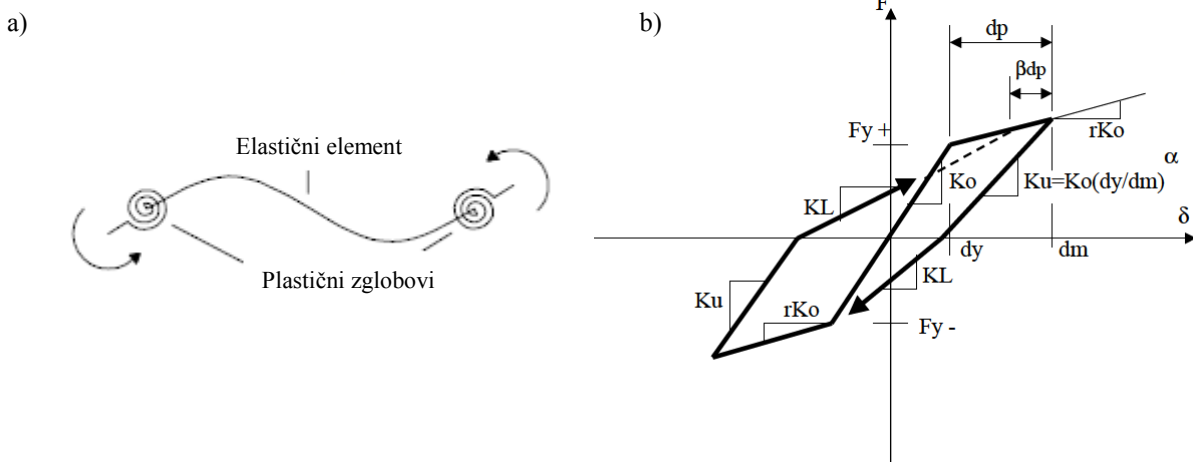 a)
Elastični element
Plastični zglobovi
b)
F
dp
βdp
Fy +
rKo
α
Ko
Ku=Ko(dy/dm)
KL
δ
dy
dm
KL
Ku
rKo
Fy -